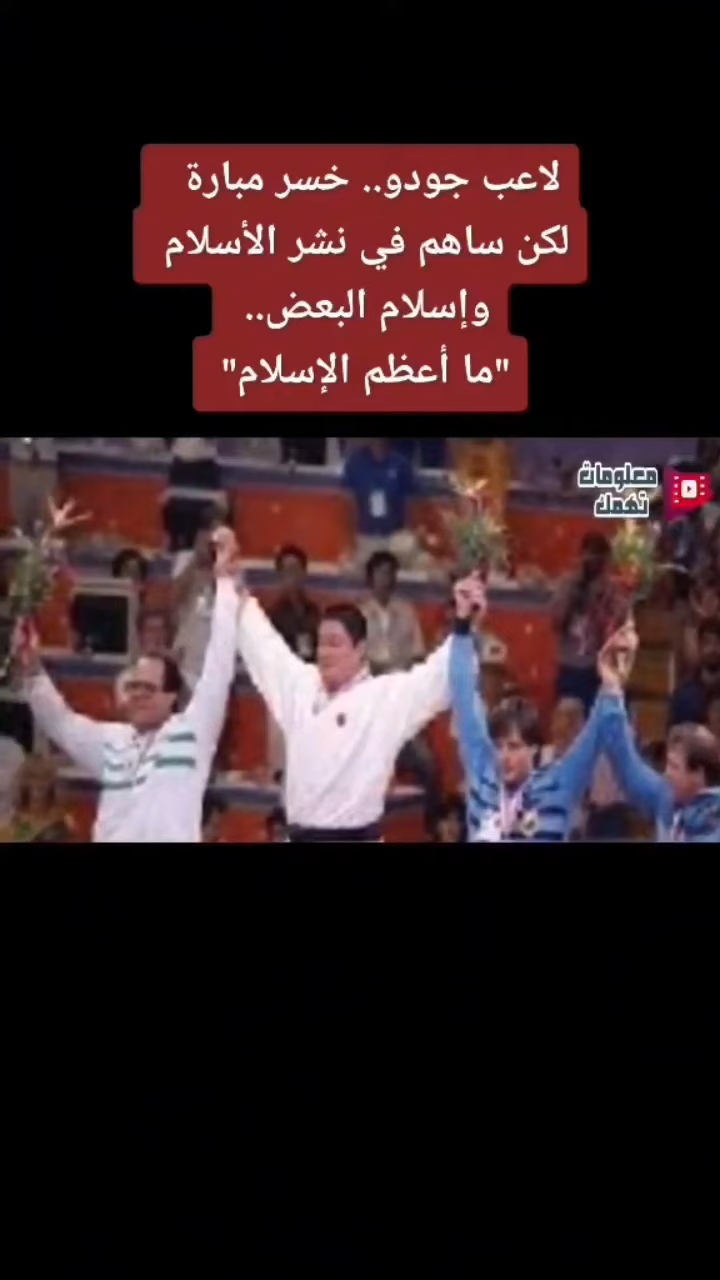 لاعب جودو.. خسر مبارة
لكن ساهم في نشر الأسلام
وإسلام البعض..
"ما أعظم الإسلام"
معلومات
تهمك